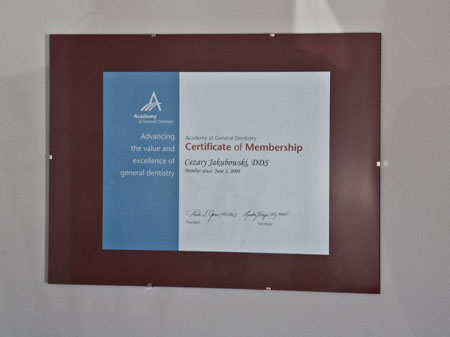 Academy
of General Dentistry
Advancing
the value and
excellence of
general dentistry
Academy of General Dentistry
Certificate of Membership
Cezary Jakubowski, DDS
Member since: June 1, 2009
President
Secretary